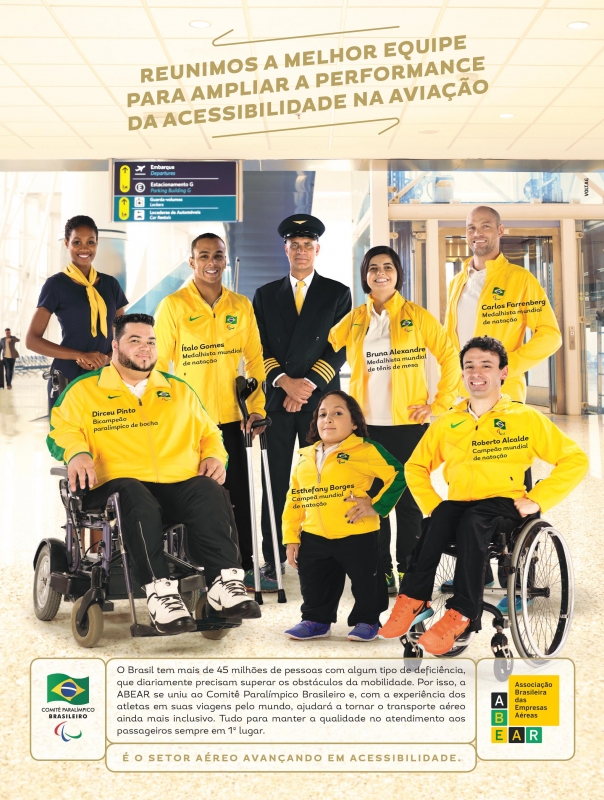 REUNIMOS A MELHOR EQUIPE
PARA AMPLIAR A PERFORMANCE
DA ACESSIBILIDADE NA AVIAÇÃO
VOLTAG
Embarque
Departures
Estacionamento G
Parking Building G
Guarda-volumes
Lockers
Locadoras de Automóveis
Car Rentals
Carlos Farrenberg
Medalhista mundial
de natação
Ítalo Gomes
Medalhista mundial
de natação
Bruna Alexandre
Medalhista mundial
de tênis de mesa
Dirceu Pinto
Bicampeão
paralímpico de bocha
Roberto Alcalde
Campeão mundial
de natação
Esthefany Borges
Campeã mundial
de natação
COMITÊ PARALÍMPICO
BRASILEIRO
O Brasil tem mais de 45 milhões de pessoas com algum tipo de deficiência,
que diariamente precisam superar os obstáculos da mobilidade. Por isso, a
ABEAR se uniu ao Comitê Paralímpico Brasileiro e, com a experiência dos
atletas em suas viagens pelo mundo, ajudará a tornar o transporte aéreo
ainda mais inclusivo. Tudo para manter a qualidade no atendimento aos
passageiros sempre em 1º lugar.
Associação
Brasileira
das
Empresas
Aéreas
A
B
EAR
É O SETOR AÉREO AVANÇANDO EM ACESSIBILIDADE.